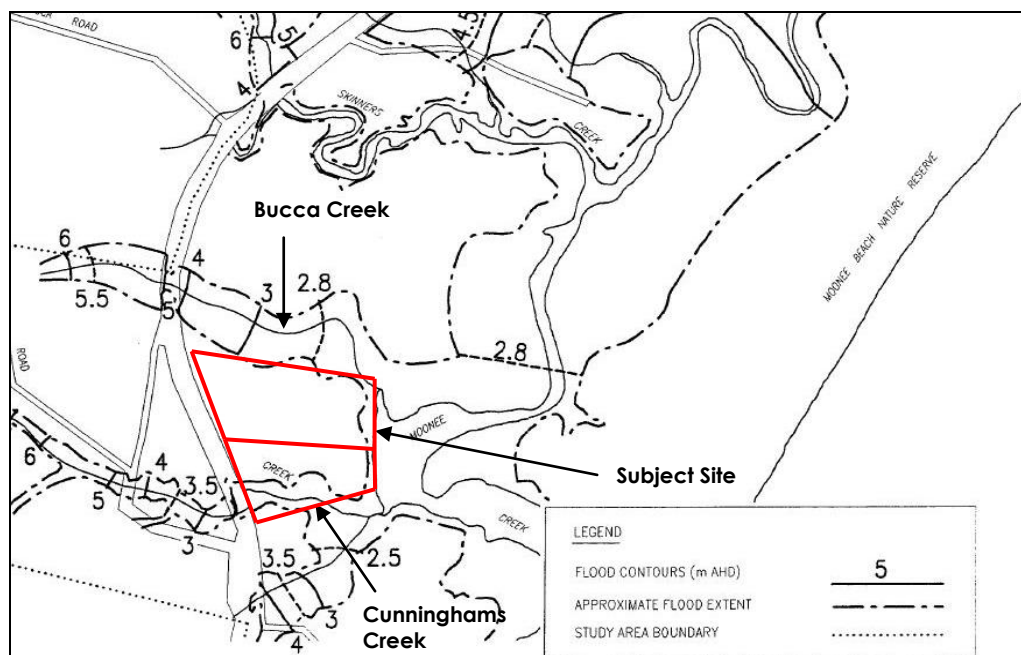 ROAD
6
5
4.5
4
SKINNERS
CREEK
Bucca Creek
MOONEE BEACH NATURE RESERVE
6
4
5.5
5
3
2.8
2.8
ROAD
MOONEE
CREEK
Subject Site
6
5
4
3.5
3
CREEK
3.5
2.5
3
4
Cunninghams
Creek
LEGEND
FLOOD CONTOURS (m AHD) 5
APPROXIMATE FLOOD EXTENT
STUDY AREA BOUNDARY